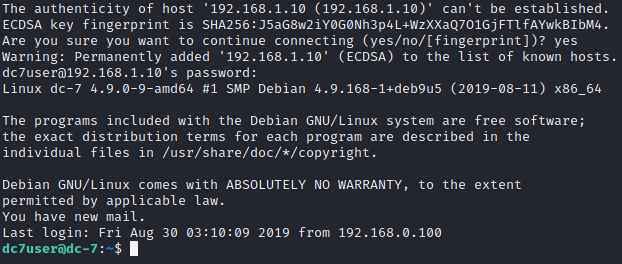 The authenticity of host '192.168.1.10 (192.168.1.10)' can't be established.
ECDSA key fingerprint is SHA256:J5aG8w2iY0G0Nh3p4L+WzXXaQ7O1GjFTlfAYwkBIbM4.
Are you sure you want to continue connecting (yes/no/[fingerprint])? yes
Warning: Permanently added '192.168.1.10' (ECDSA) to the list of known hosts.
dc7user@192.168.1.10's password:
Linux dc-7 4.9.0-9-amd64 #1 SMP Debian 4.9.168-1+deb9u5 (2019-08-11) x86_64
The programs included with the Debian GNU/Linux system are free software;
the exact distribution terms for each program are described in the
individual files in /usr/share/doc/*/copyright.
Debian GNU/Linux comes with ABSOLUTELY NO WARRANTY, to the extent
permitted by applicable law.
You have new mail.
Last login: Fri Aug 30 03:10:09 2019 from 192.168.0.100
dc7user@dc-7:~$